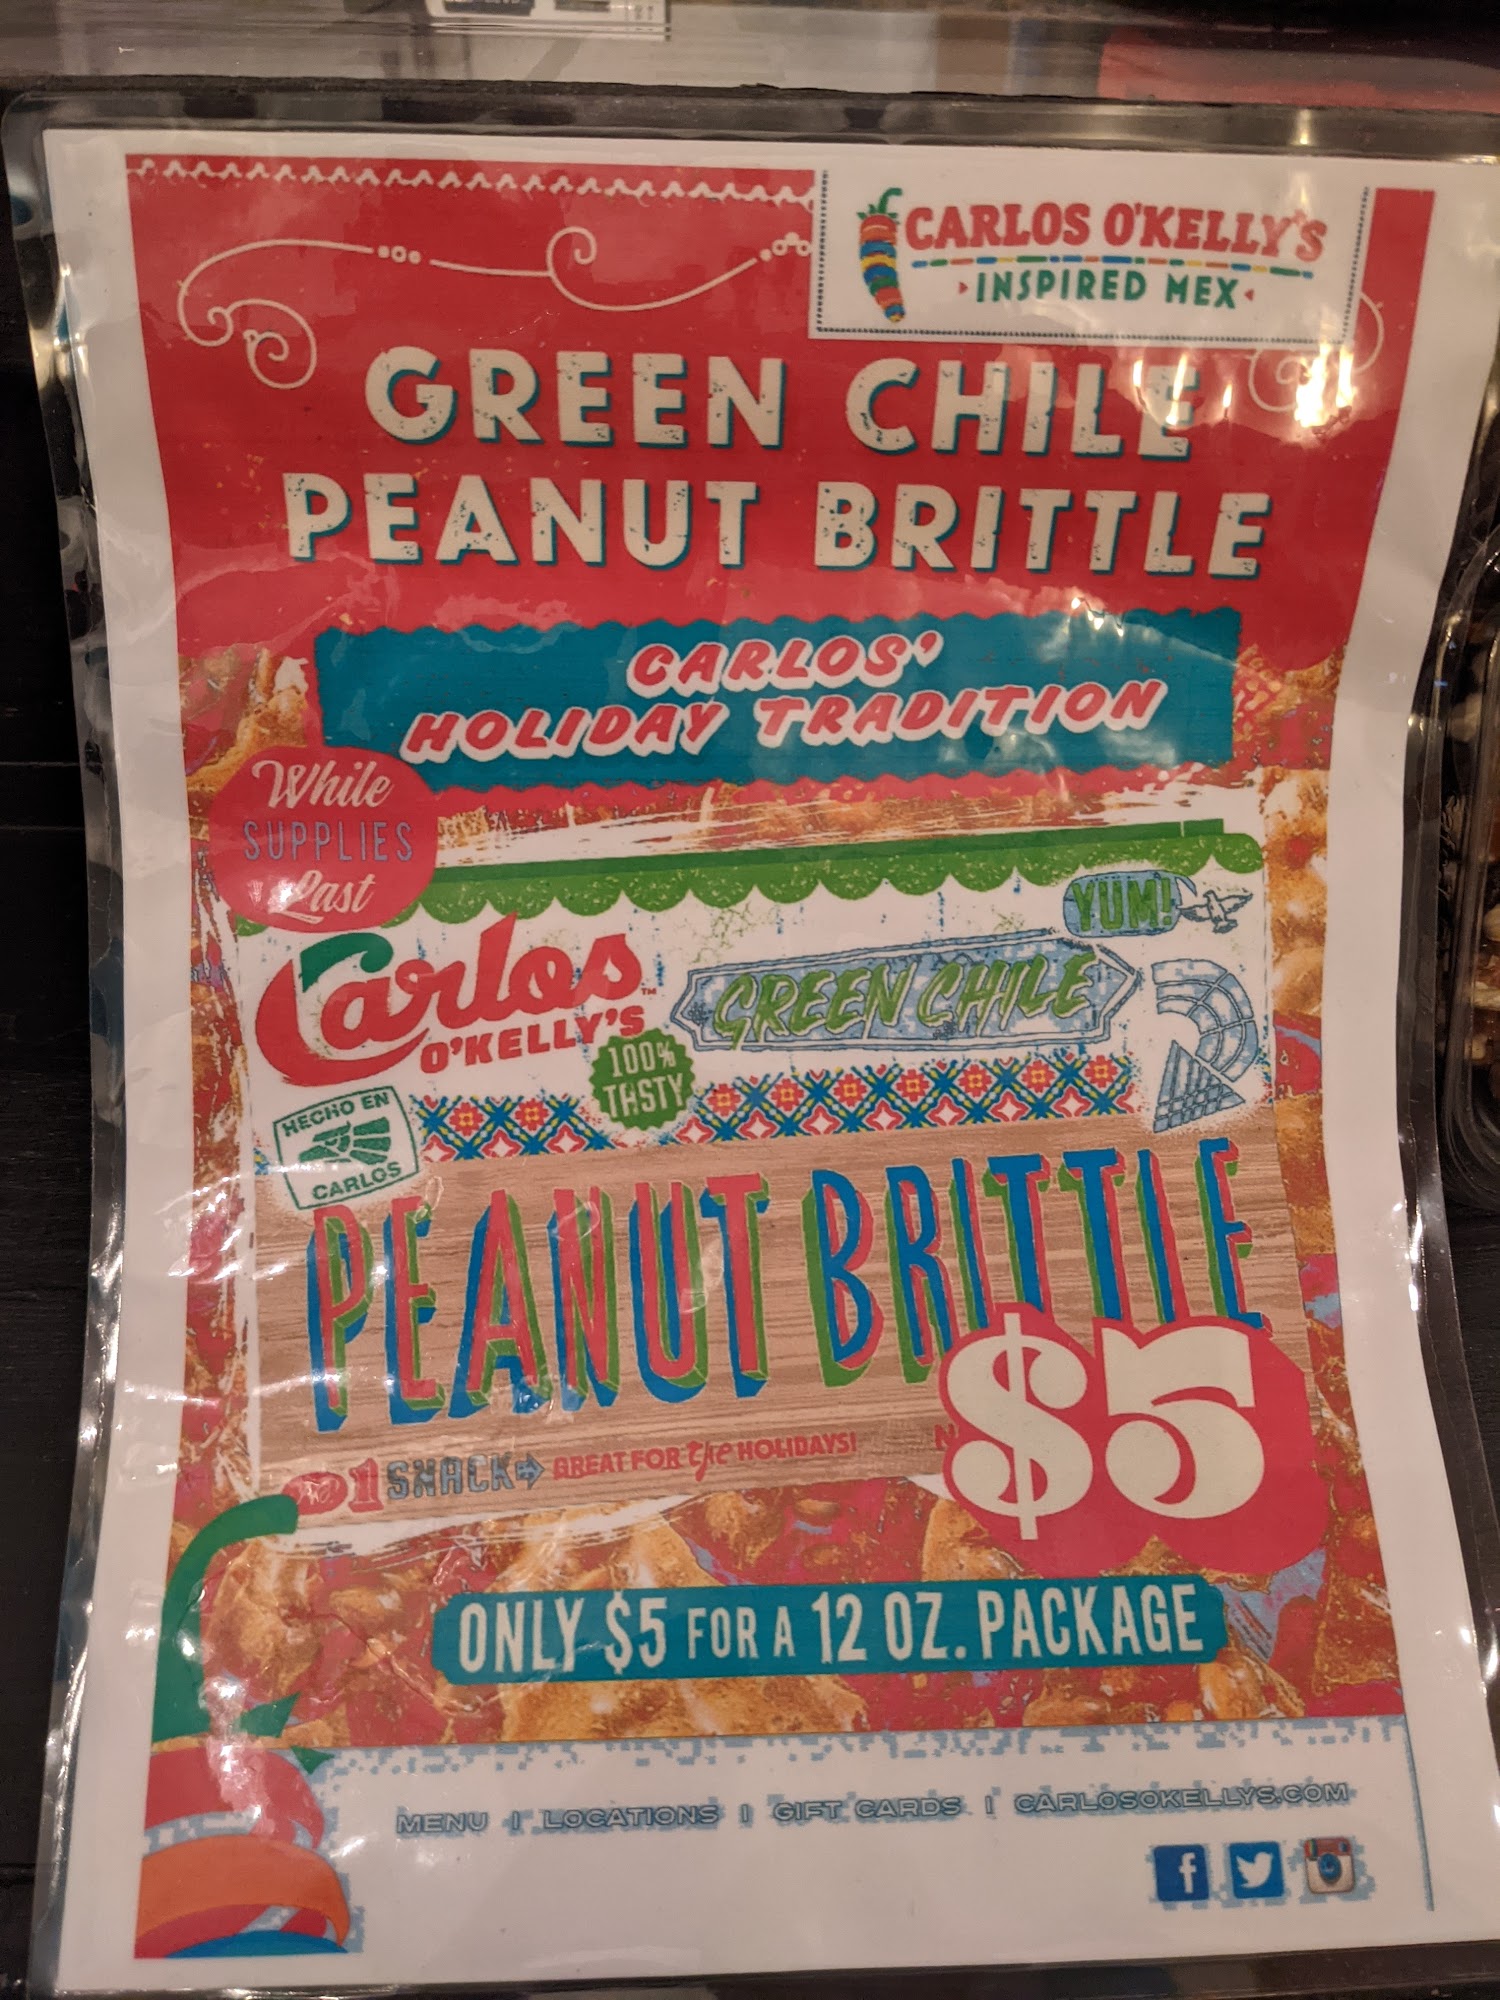 CARLOS O'KELLY'S
INSPIRED MEX
GREEN CHILE
PEANUT BRITTLE
CARLOS'
HOLIDAY TRADITION
While
SUPPLIES
Last
YUM!
Carlos™
O'KELLY'S
GREEN CHILE
100%
TASTY
HECHO EN
CARLOS
PEANUT BRITTLE
1 SNACK GREAT FOR the HOLIDAYS!
$5
ONLY $5 FOR A 12 OZ. PACKAGE
MENU | LOCATIONS | GIFT CARDS | CARLOSOKELLYS.COM